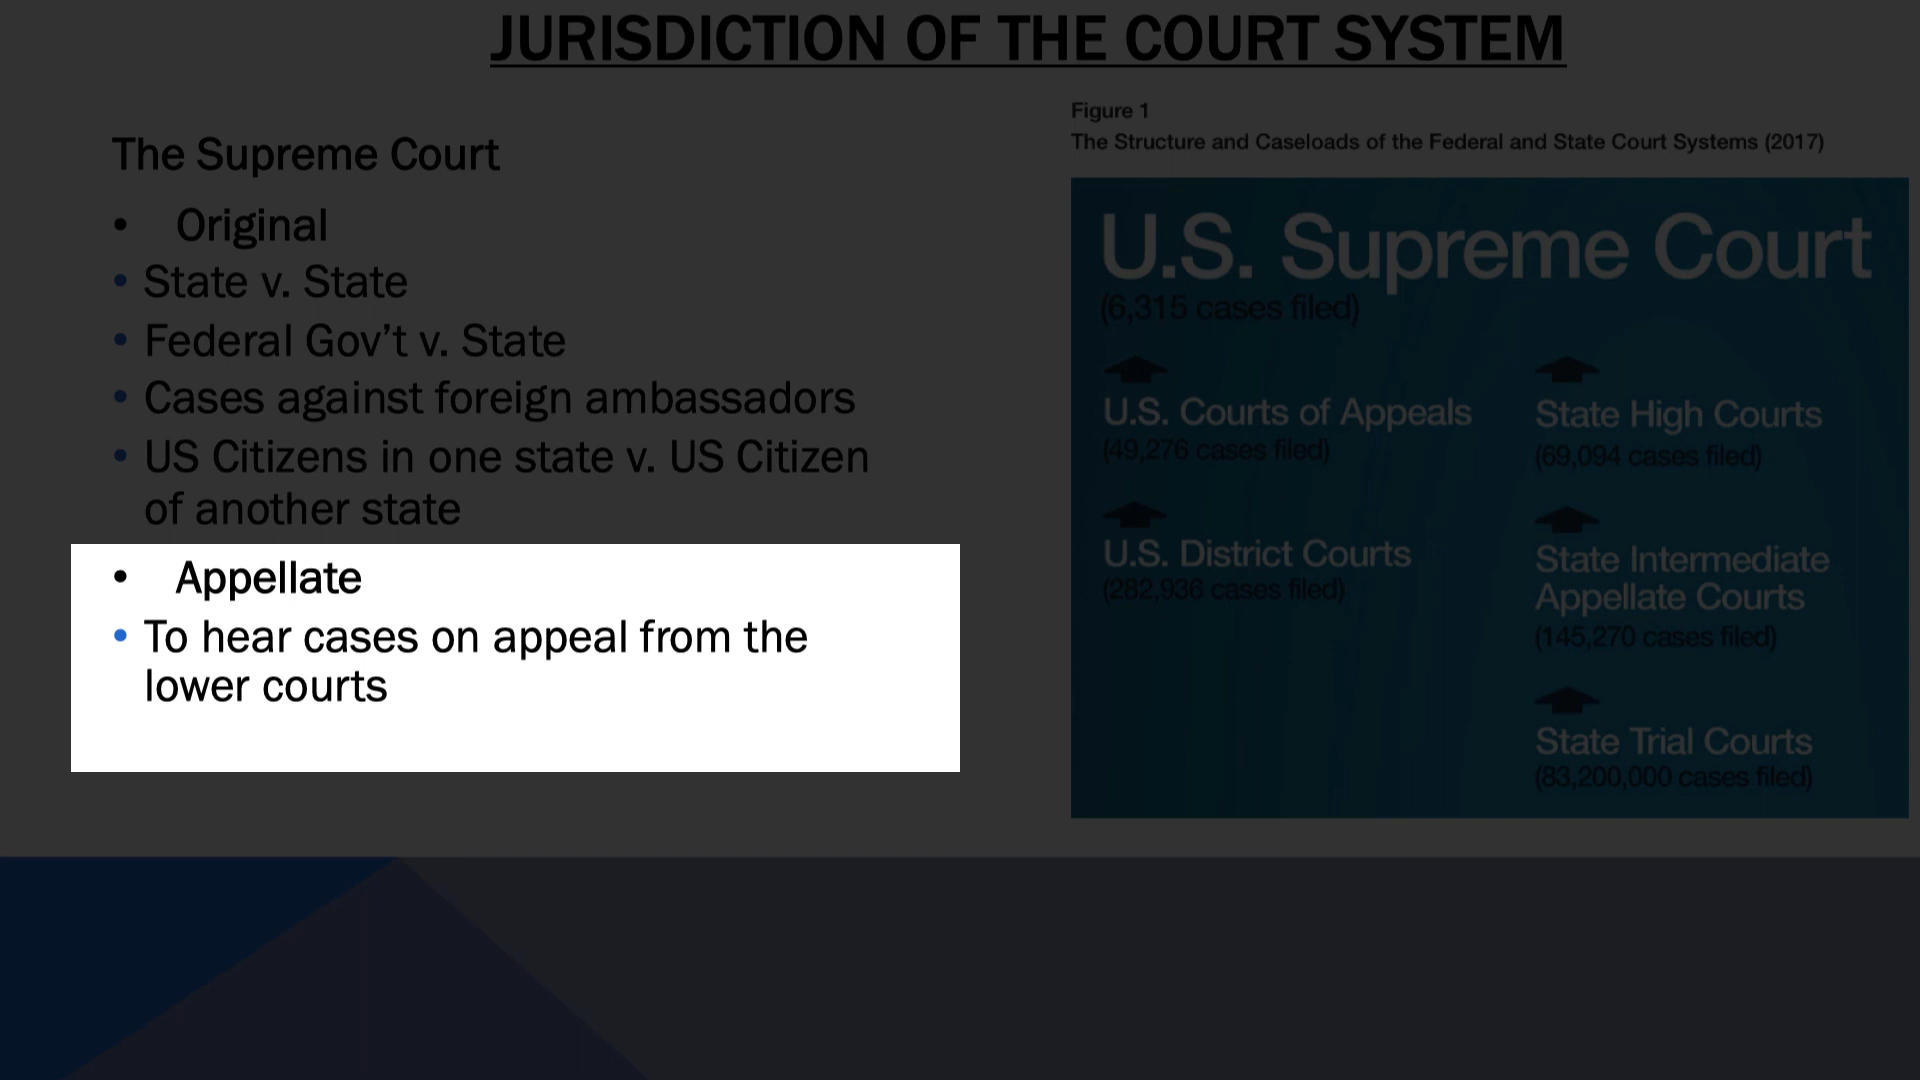 JURISDICTION OF THE COURT SYSTEM
The Supreme Court
• Original
• State v. State
• Federal Gov’t v. State
• Cases against foreign ambassadors
• US Citizens in one state v. US Citizen
of another state
• Appellate
• To hear cases on appeal from the
lower courts
Figure 1
The Structure and Caseloads of the Federal and State Court Systems (2017)
U.S. Supreme Court
(6,315 cases filed)
U.S. Courts of Appeals
(49,276 cases filed)
U.S. District Courts
(282,936 cases filed)
State High Courts
(69,094 cases filed)
State Intermediate
Appellate Courts
(145,270 cases filed)
State Trial Courts
(83,200,000 cases filed)